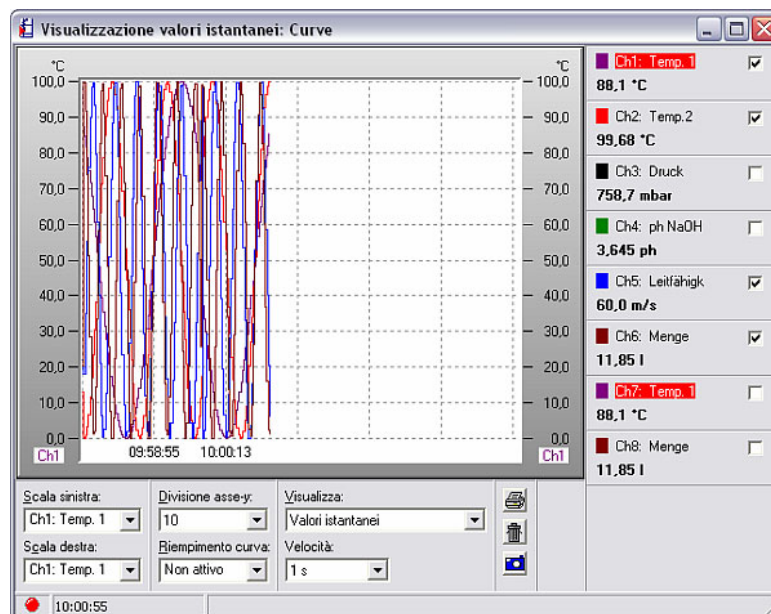 Visualizzazione valori istantanei: Curve
°C
°C
100,0
100,0
90,0
90,0
80,0
80,0
70,0
70,0
60,0
60,0
50,0
50,0
40,0
40,0
30,0
30,0
20,0
20,0
10,0
10,0
0,0
0,0
Ch1
09:58:55
10:00:13
Ch1
Ch1: Temp. 1
88,1 °C
Ch2: Temp.2
99,68 °C
Ch3: Druck
758,7 mbar
Ch4: ph NaOH
3,645 ph
Ch5: Leitfähigk
60,0 m/s
Ch6: Menge
11,85 l
Ch7: Temp. 1
88,1 °C
Ch8: Menge
11,85 l
Scala sinistra:
Ch1: Temp. 1
Scala destra:
Ch1: Temp. 1
Divisione asse-y:
10
Riempimento curva:
Non attivo
Visualizza:
Valori istantanei
Velocità:
1 s
10:00:55